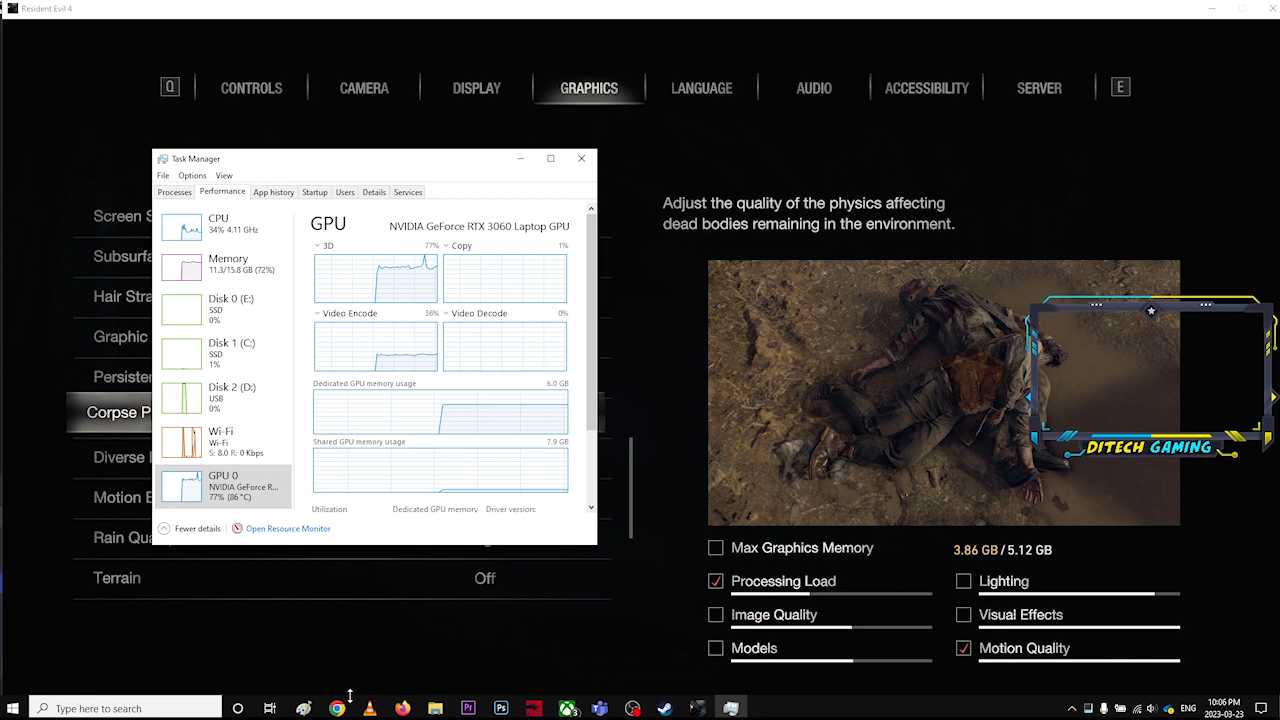 Resident Evil 4
Q
CONTROLS
CAMERA
DISPLAY
GRAPHICS
LANGUAGE
AUDIO
ACCESSIBILITY
SERVER
E
Task Manager
File Options View
Processes Performance App history Startup Users Details Services
CPU
34% 4.11 GHz
Memory
11.3/15.8 GB (72%)
Disk 0 (E:)
SSD
0%
Disk 1 (C:)
SSD
1%
Disk 2 (D:)
USB
0%
Wi-Fi
Wi-Fi
S: 8.0 R: 0 Kbps
GPU 0
NVIDIA GeForce R...
77% (86 °C)
GPU NVIDIA GeForce RTX 3060 Laptop GPU
3D 77% Copy 1%
Video Encode 36% Video Decode 0%
Dedicated GPU memory usage 6.0 GB
Shared GPU memory usage 7.9 GB
Utilization Dedicated GPU memory Driver version:
Fewer details Open Resource Monitor
Screen S
Subsurfa
Hair Stra
Graphic
Persister
Corpse P
Diverse
Motion B
Rain Qua
Terrain Off
Adjust the quality of the physics affecting
dead bodies remaining in the environment.
DITECH GAMING
Max Graphics Memory 3.86 GB / 5.12 GB
Processing Load Lighting
Image Quality Visual Effects
Models Motion Quality
Type here to search
Pr
Ps
3
ENG
10:06 PM
2023-03-23